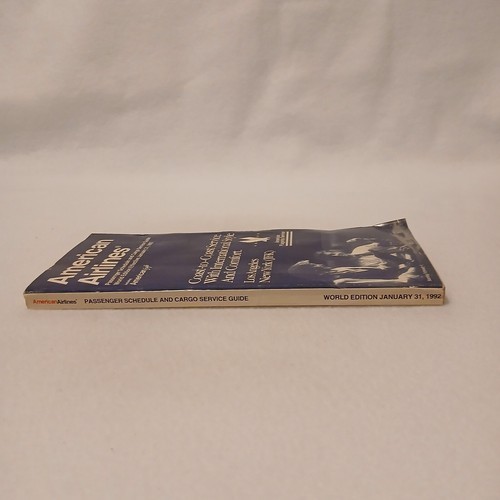 American
Airlines
Coast-to-Coast Service
With International Style
And Comfort.
Los Angeles
New York (JFK)
AmericanAirlines PASSENGER SCHEDULE AND CARGO SERVICE GUIDE WORLD EDITION JANUARY 31, 1992